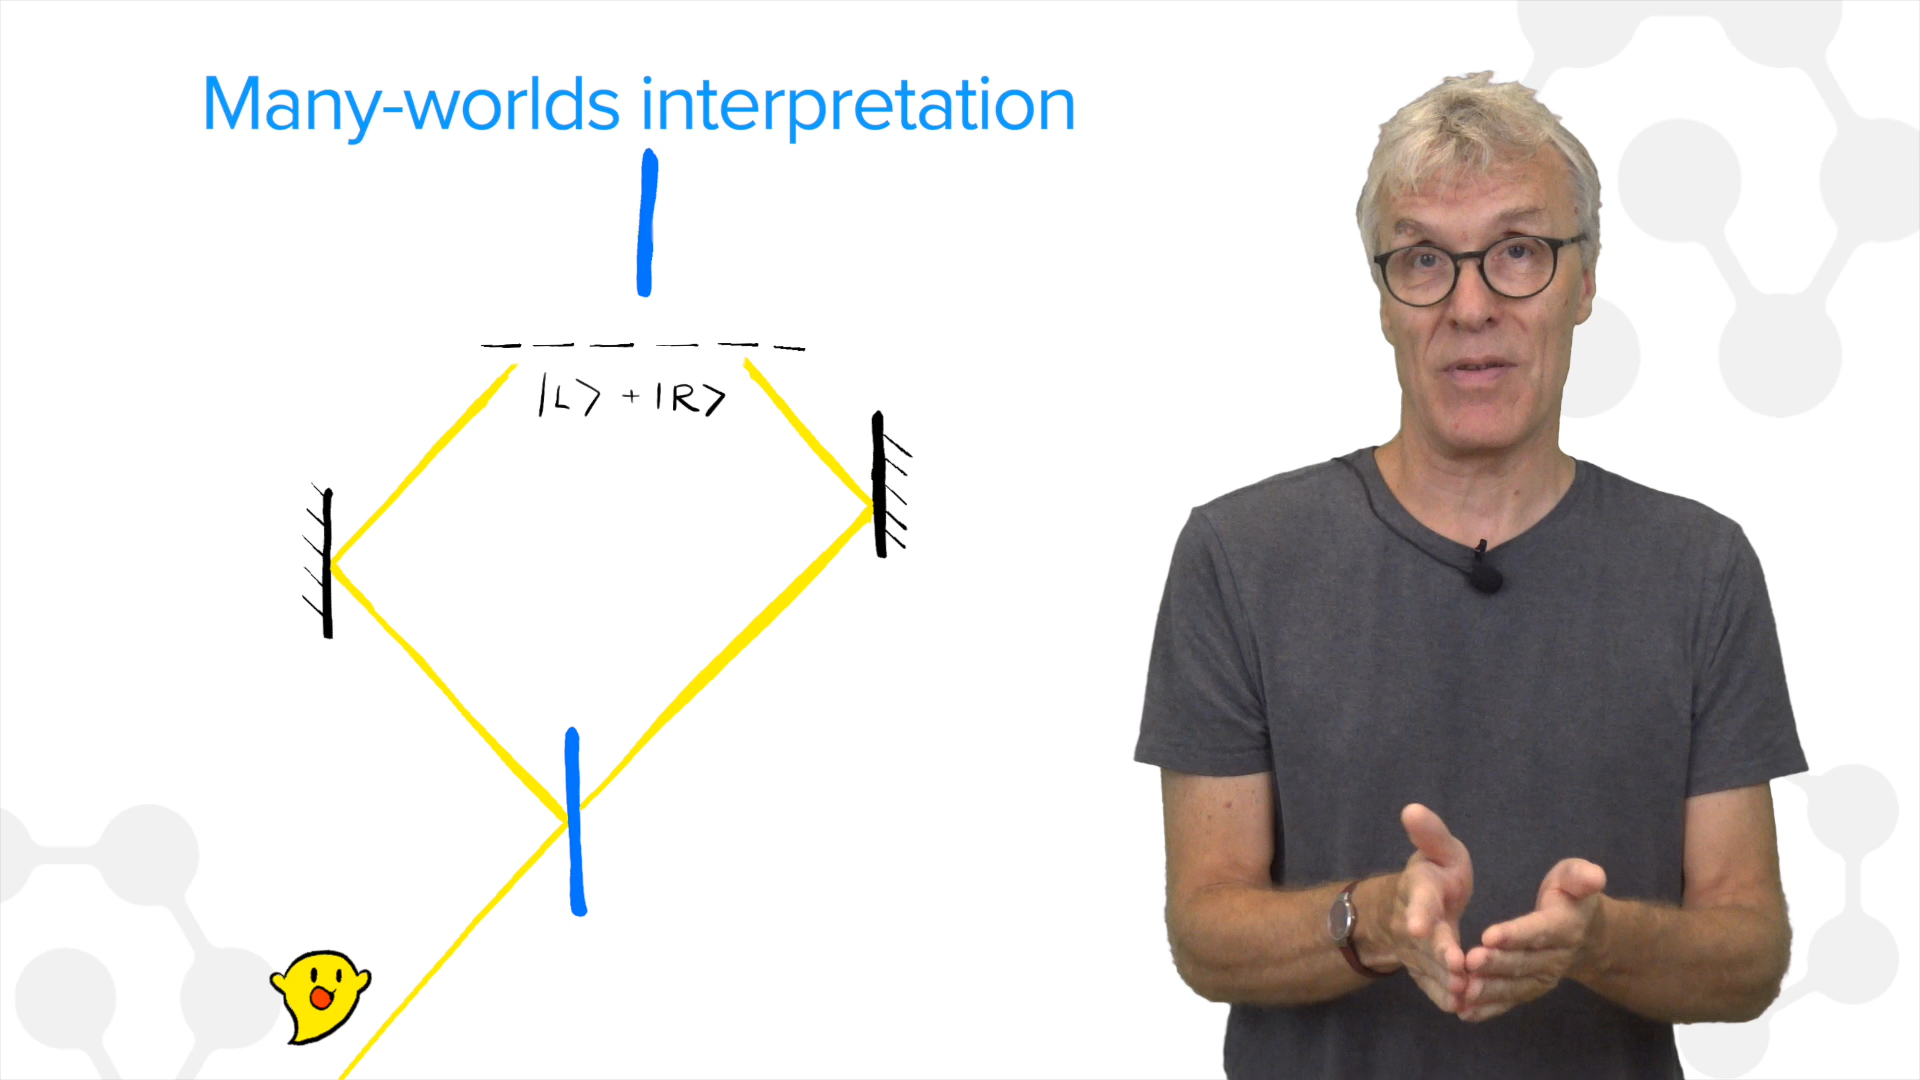 Many-worlds interpretation
|L⟩ + |R⟩